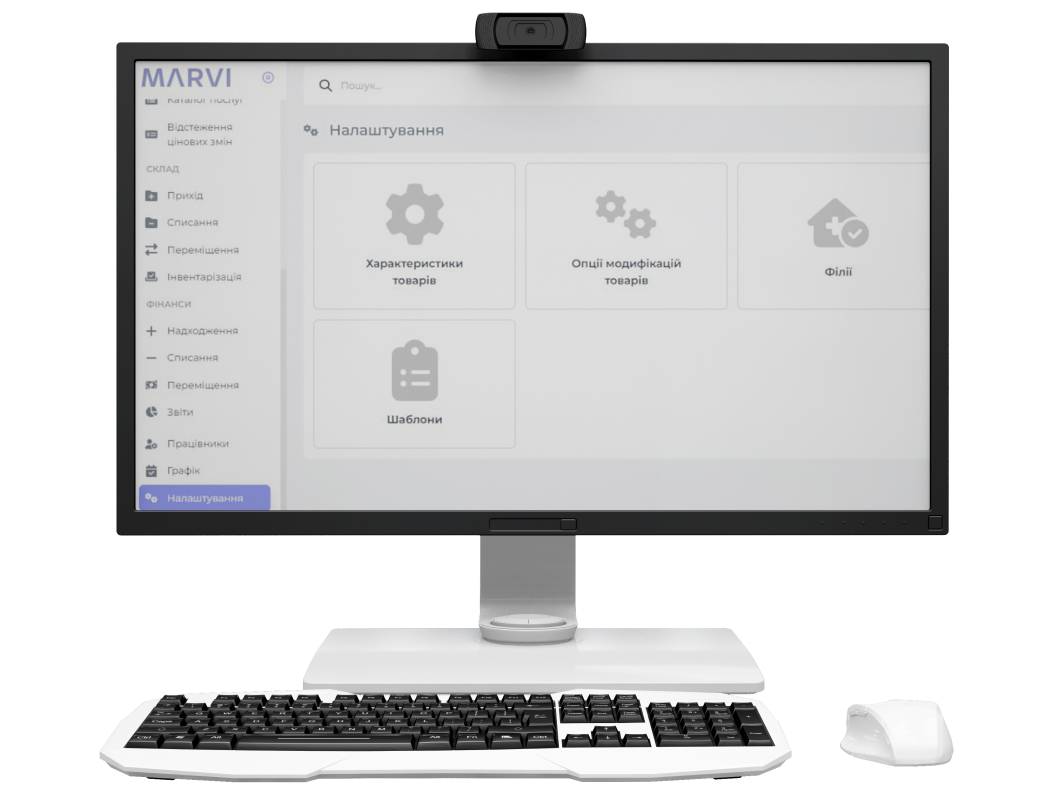 MARVI
Пошук...
Каталог послуг
Відстеження
цінових змін
СКЛАД
Прихід
Списання
Переміщення
Інвентарізація
ФІНАНСИ
Надходження
Списання
Переміщення
Звіти
Працівники
Графік
Налаштування
Налаштування
Характеристики
товарів
Опції модифікацій
товарів
Філії
Шаблони